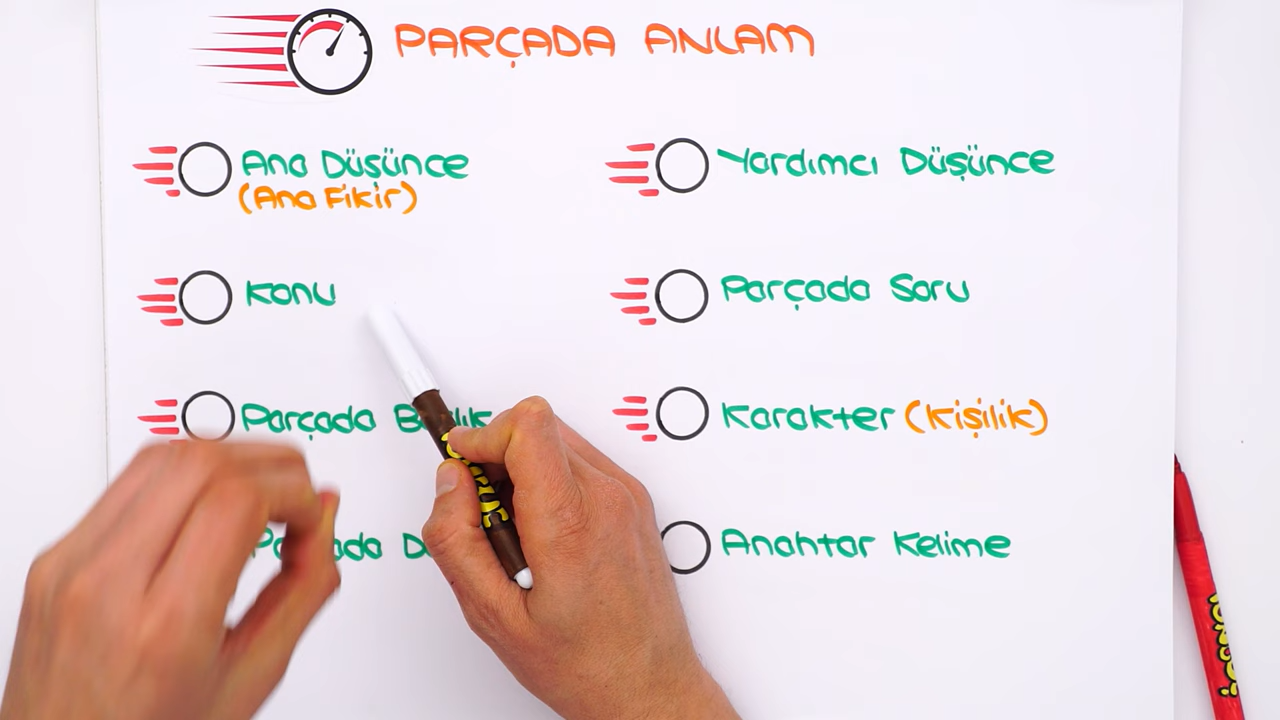 PARÇADA ANLAM
Ana Düşünce
(Ana Fikir)
Konu
Parçada
Yardımcı Düşünce
Parçada Soru
Karakter (Kişilik)
Anahtar Kelime